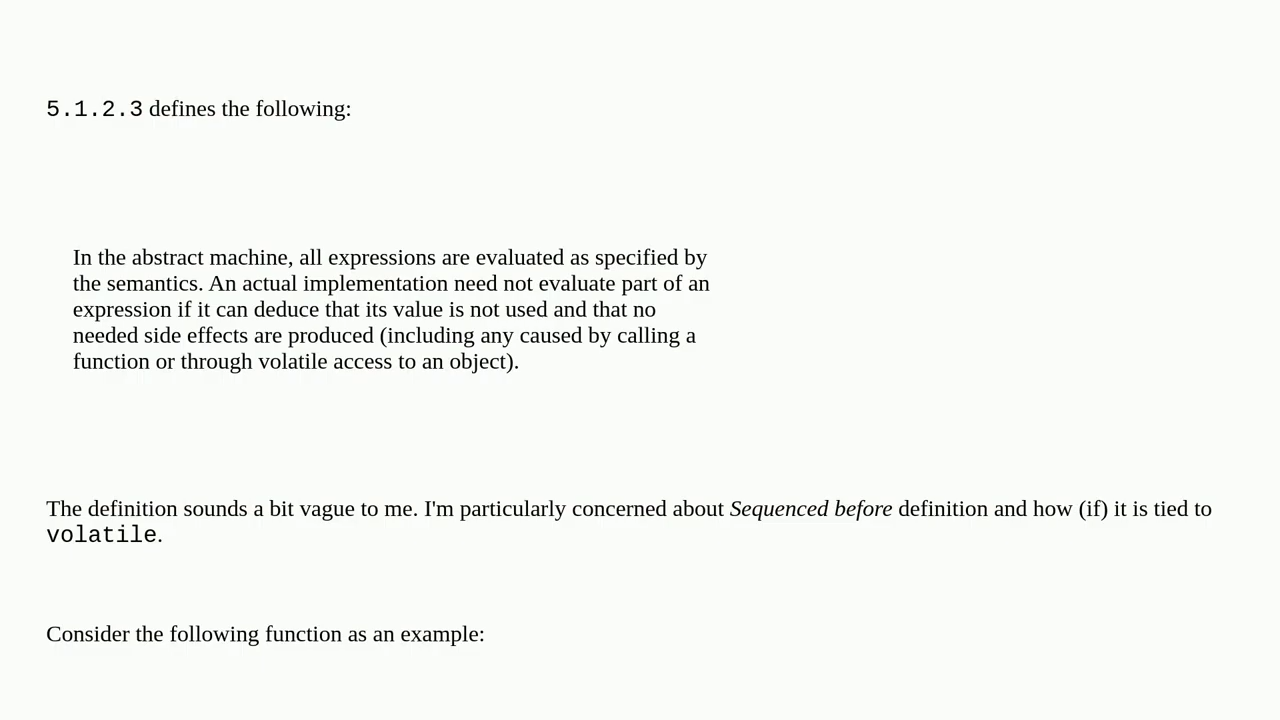 5.1.2.3 defines the following:
In the abstract machine, all expressions are evaluated as specified by
the semantics. An actual implementation need not evaluate part of an
expression if it can deduce that its value is not used and that no
needed side effects are produced (including any caused by calling a
function or through volatile access to an object).
The definition sounds a bit vague to me. I'm particularly concerned about Sequenced before definition and how (if) it is tied to
volatile.
Consider the following function as an example: